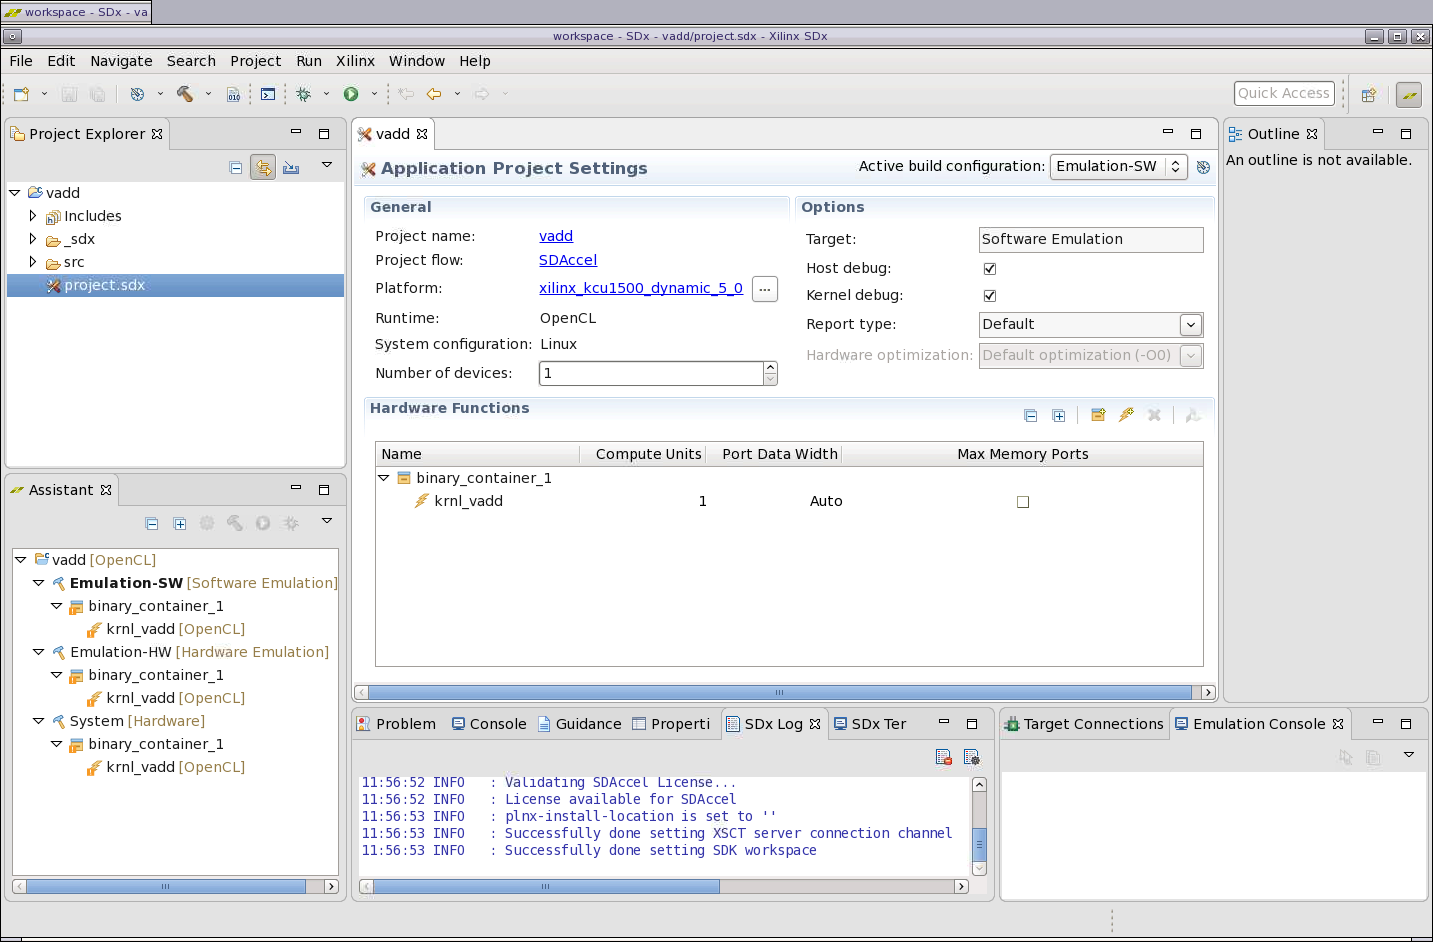 workspace - SDx - va
workspace - SDx - vadd/project.sdx - Xilinx SDx
File Edit Navigate Search Project Run Xilinx Window Help
010
Quick Access
Project Explorer
vadd
Includes
_sdx
src
project.sdx
Assistant
vadd [OpenCL]
Emulation-SW [Software Emulation]
binary_container_1
krnl_vadd [OpenCL]
Emulation-HW [Hardware Emulation]
binary_container_1
krnl_vadd [OpenCL]
System [Hardware]
binary_container_1
krnl_vadd [OpenCL]
vadd
Application Project Settings
Active build configuration: Emulation-SW
General
Project name: vadd
Project flow: SDAccel
Platform: xilinx_kcu1500_dynamic_5_0 ...
Runtime: OpenCL
System configuration: Linux
Number of devices: 1
Options
Target: Software Emulation
Host debug:
Kernel debug:
Report type: Default
Hardware optimization: Default optimization (-O0)
Hardware Functions
Name Compute Units Port Data Width Max Memory Ports
binary_container_1
krnl_vadd 1 Auto
Outline
An outline is not available.
Problem Console Guidance Properti SDx Log SDx Ter
11:56:52 INFO : Validating SDAccel License...
11:56:52 INFO : License available for SDAccel
11:56:53 INFO : plnx-install-location is set to ''
11:56:53 INFO : Successfully done setting XSCT server connection channel
11:56:53 INFO : Successfully done setting SDK workspace
Target Connections Emulation Console